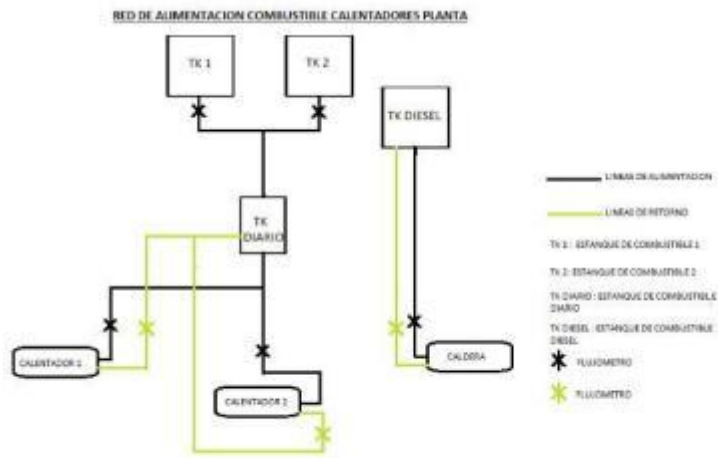 RED DE ALIMENTACION COMBUSTIBLE CALENTADORES PLANTA
TK 1
TK 2
TK DIESEL
TK
DIARIO
CALENTADOR 1
CALENTADOR 2
CALDERA
LINEAS DE ALIMENTACION
LINEAS DE RETORNO
TK 1 : ESTANQUE DE COMBUSTIBLE 1
TK 2: ESTANQUE DE COMBUSTIBLE 2
TK DIARIO : ESTANQUE DE COMBUSTIBLE
DIARIO
TK DIESEL : ESTANQUE DE COMBUSTIBLE
DIESEL
FLUJOMETRO
FLUJOMETRO